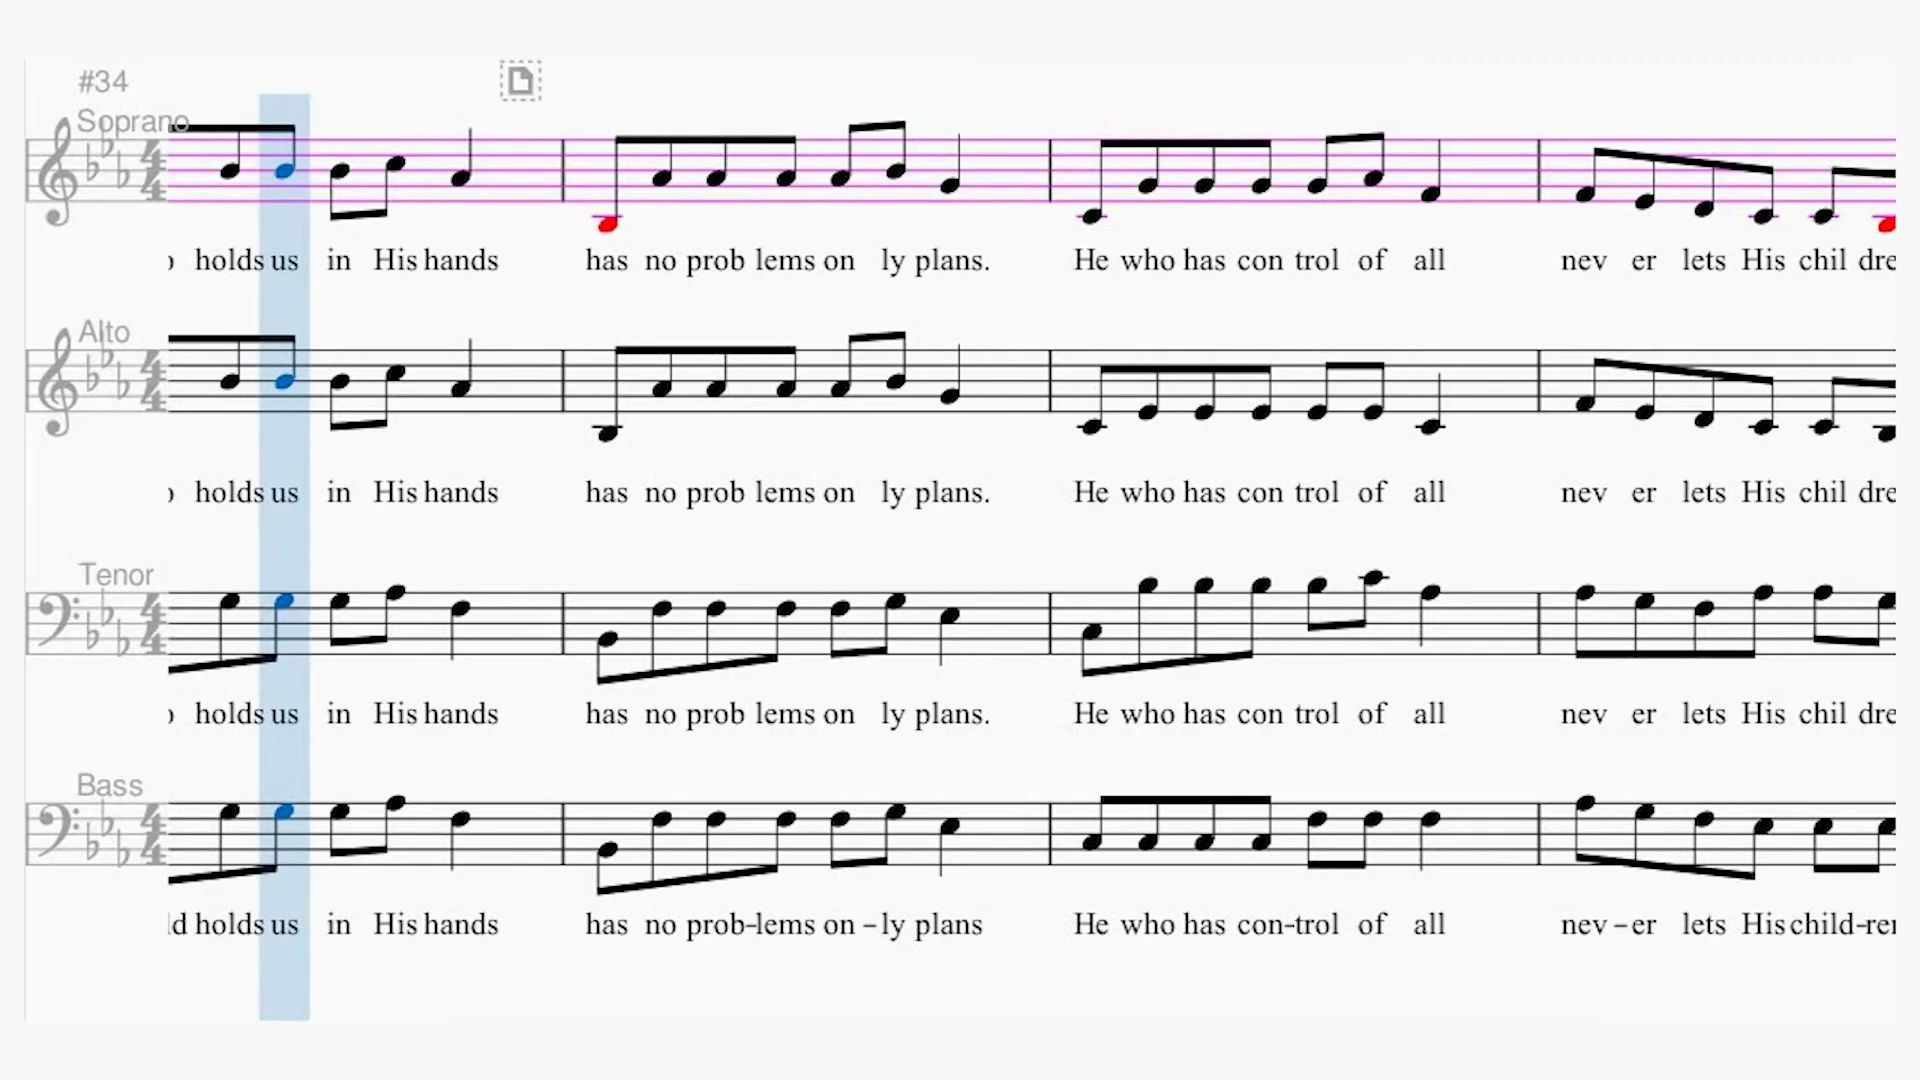 #34
Soprano
holds us in His hands has no prob lems on ly plans. He who has con trol of all nev er lets His chil dre
Alto
holds us in His hands has no prob lems on ly plans. He who has con trol of all nev er lets His chil dre
Tenor
holds us in His hands has no prob lems on ly plans. He who has con trol of all nev er lets His chil dre
Bass
ld holds us in His hands has no prob-lems on-ly plans He who has con-trol of all nev-er lets His child-ren